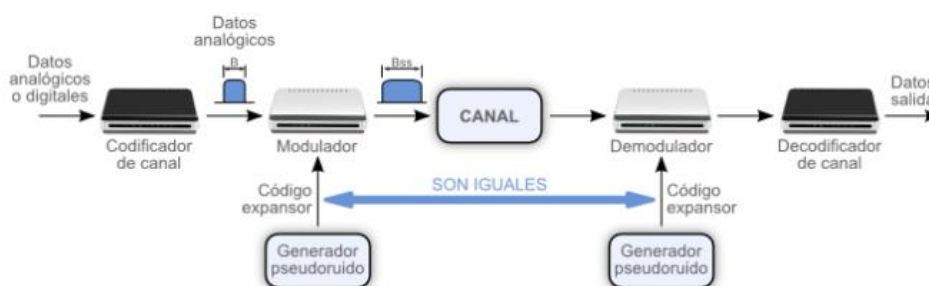 Datos
analógicos
o digitales
Datos
analógicos
B
Bss
CANAL
Datos
salida
Codificador
de canal
Modulador
Demodulador
Decodificador
de canal
Código
expansor
SON IGUALES
Código
expansor
Generador
pseudoruido
Generador
pseudoruido